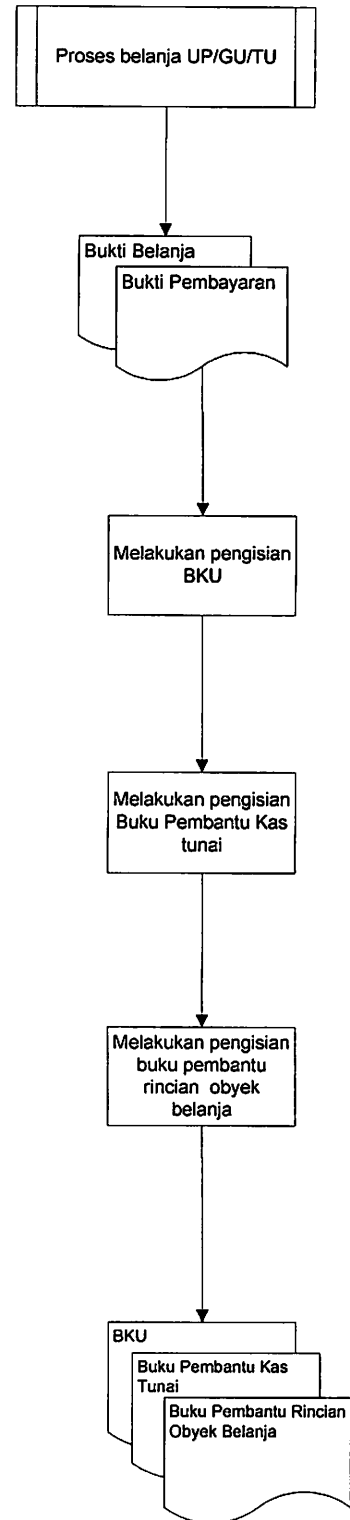 Proses belanja UP/GU/TU
Bukti Belanja
Bukti Pembayaran
Melakukan pengisian
BKU
Melakukan pengisian
Buku Pembantu Kas
tunai
Melakukan pengisian
buku pembantu
rincian obyek
belanja
BKU
Buku Pembantu Kas
Tunai
Buku Pembantu Rincian
Obyek Belanja